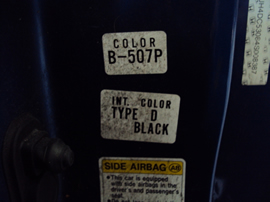 COLOR
B-507P
INT. COLOR
TYPE D
BLACK
SIDE AIRBAG
•This car is equipped
with side airbags in the
driver's and passenger's
seat.